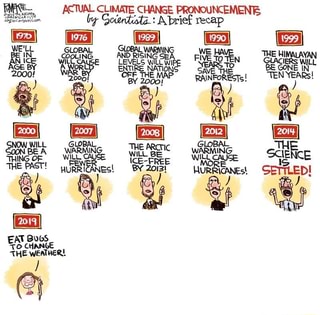 ACTUAL CLIMATE CHANGE PRONOUNCEMENTS
by Scientists: A brief recap
1970
WE'LL
BE IN
AN ICE
AGE BY
2000!
1976
GLOBAL
COOLING
WILL CAUSE
A WORLD
WAR BY
2000!
1989
GLOBAL WARMING
AND RISING SEA
LEVELS WILL WIPE
ENTIRE NATIONS
OFF THE MAP
BY 2000!
1990
WE HAVE
FIVE TO TEN
YEARS TO
SAVE THE
RAINFORESTS!
1999
THE HIMALAYAN
GLACIERS WILL
BE GONE IN
TEN YEARS!
2000
SNOW WILL
SOON BE A
THING OF
THE PAST!
2007
GLOBAL
WARMING
WILL CAUSE
FEWER
HURRICANES!
2008
THE ARCTIC
WILL BE
ICE-FREE
BY 2013!
2012
GLOBAL
WARMING
WILL CAUSE
MORE
HURRICANES!
2014
THE
SCIENCE
IS
SETTLED!
2019
EAT BUGS
TO CHANGE
THE WEATHER!